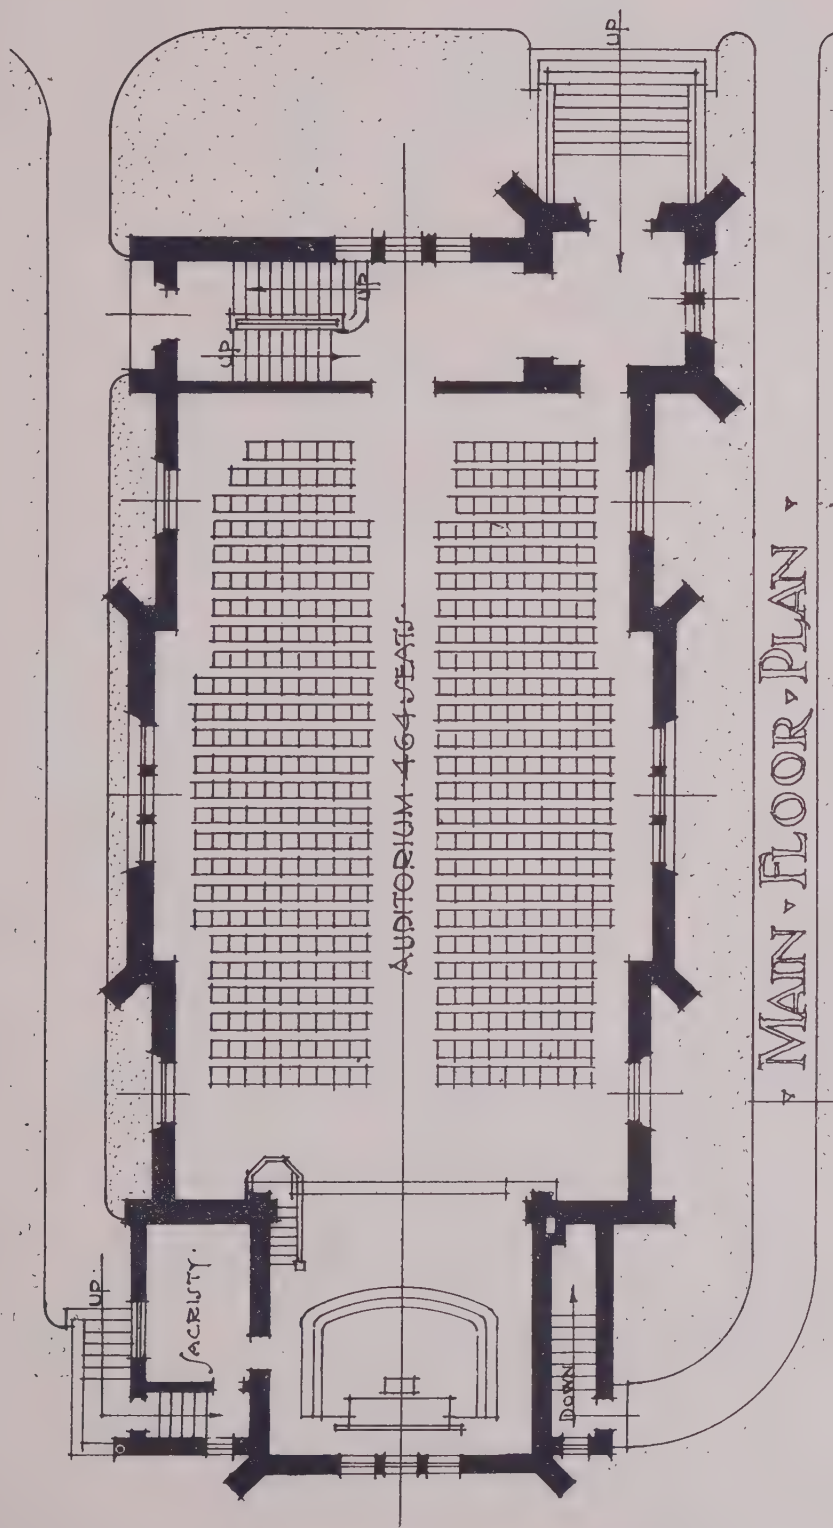 UP
UP
UP
AUDITORIUM·464·SEATS·
MAIN · FLOOR · PLAN ·
UP
SACRISTY·
DOWN